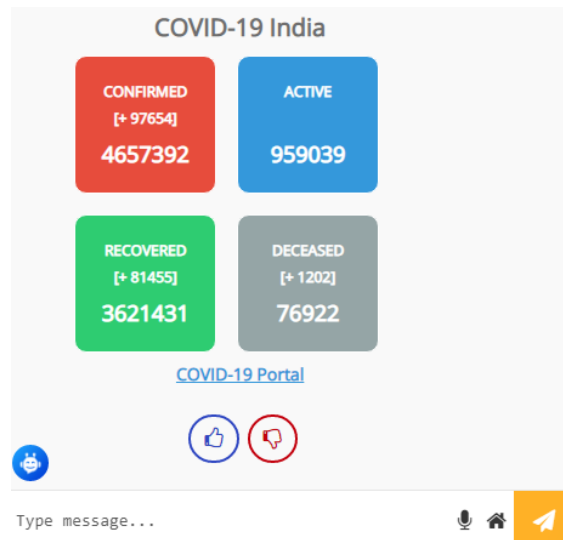 COVID-19 India
CONFIRMED
[+ 97654]
4657392
ACTIVE
959039
RECOVERED
[+ 81455]
3621431
DECEASED
[+ 1202]
76922
COVID-19 Portal
Type message...